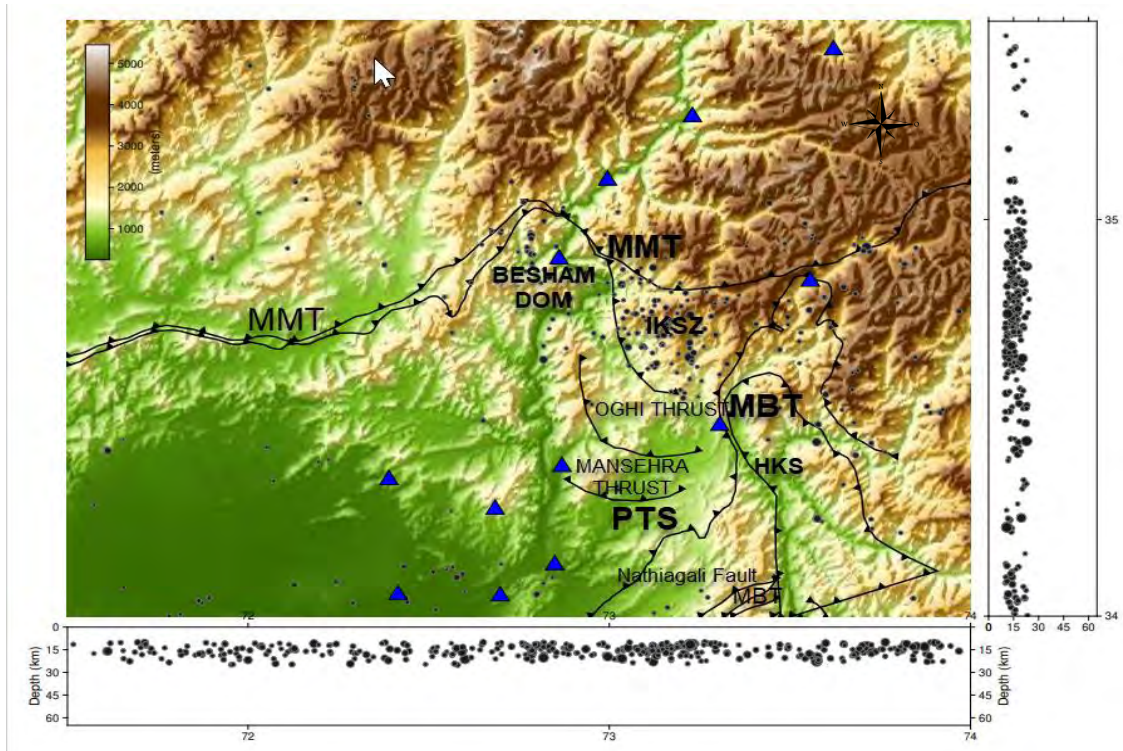 5000
4000
3000
2000
1000
(meters)
N
W
O
S
MMT
BESHAM
DOM
MMT
IKSZ
OGHI THRUST
MBT
MANSEHRA
THRUST
HKS
PTS
Nathiagali Fault
MBT
35
34
0
15
30
45
60
72
73
74
0
15
30
45
60
Depth (km)
15
30
45
60
Depth (km)
72
73
74